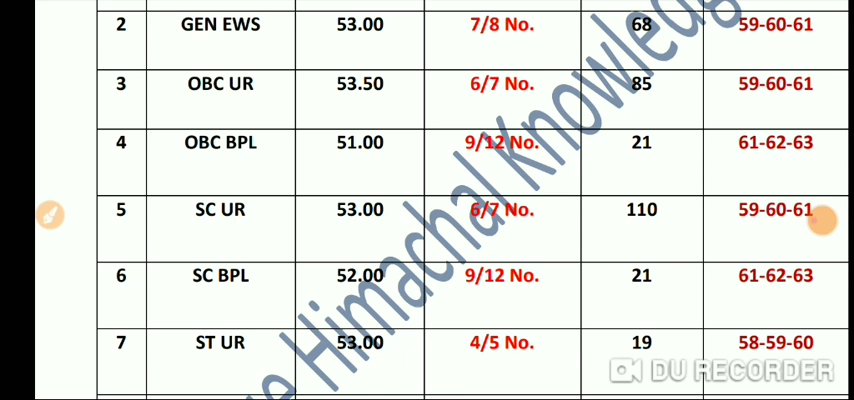 2 GEN EWS 53.00 7/8 No. 68 59-60-61
3 OBC UR 53.50 6/7 No. 85 59-60-61
4 OBC BPL 51.00 9/12 No. 21 61-62-63
5 SC UR 53.00 6/7 No. 110 59-60-61
6 SC BPL 52.00 9/12 No. 21 61-62-63
7 ST UR 53.00 4/5 No. 19 58-59-60
Himachal Knowledg
DU RECORDER